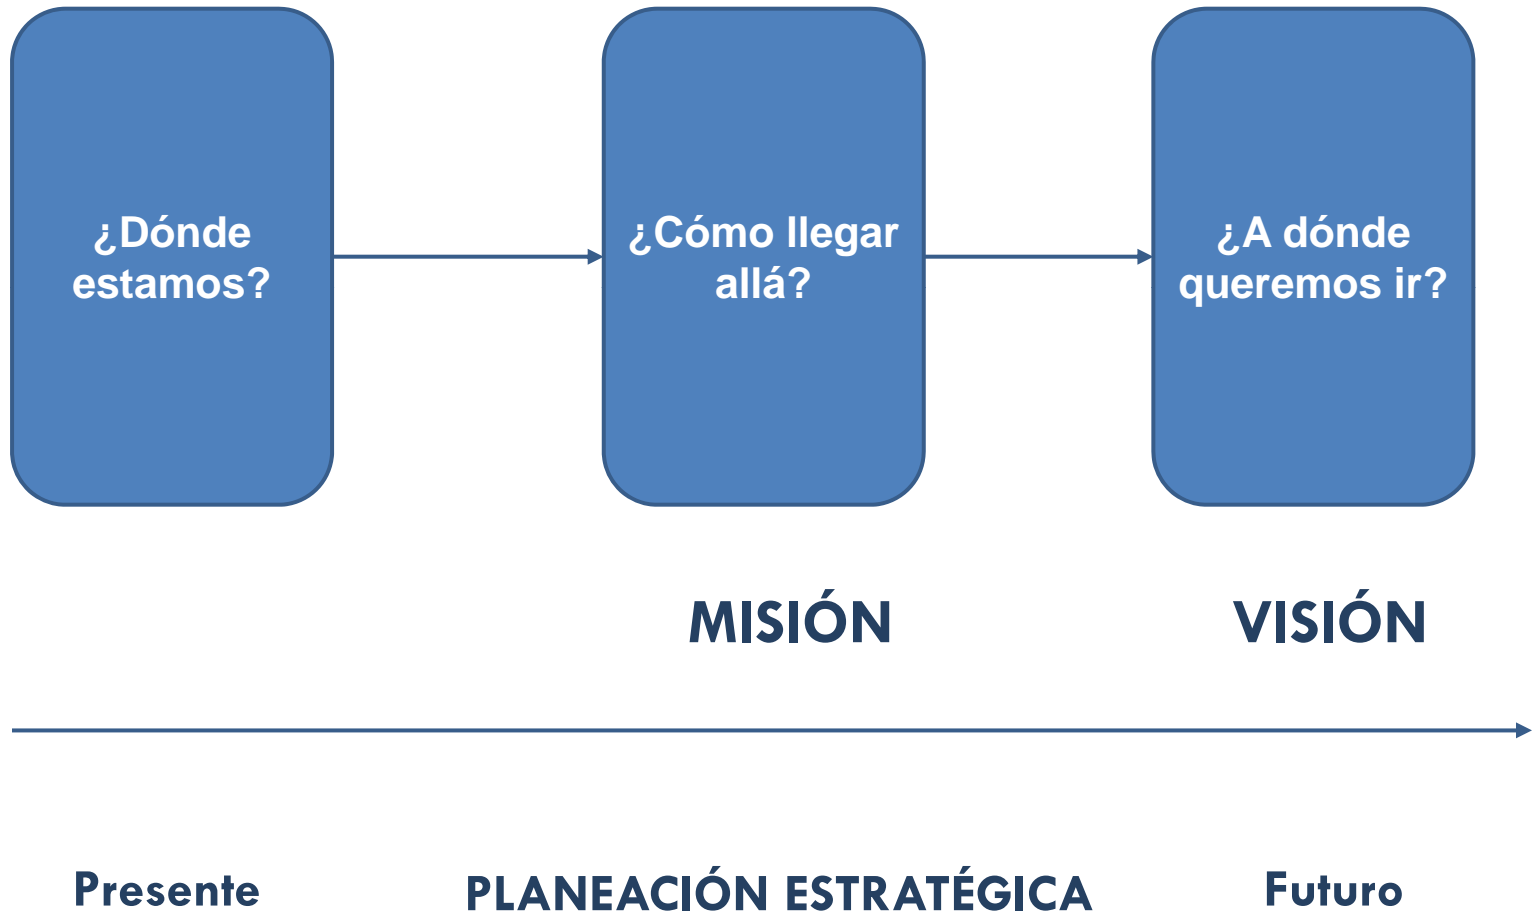 ¿Dónde
estamos?
¿Cómo llegar
allá?
¿A dónde
queremos ir?
MISIÓN
VISIÓN
Presente
PLANEACIÓN ESTRATÉGICA
Futuro